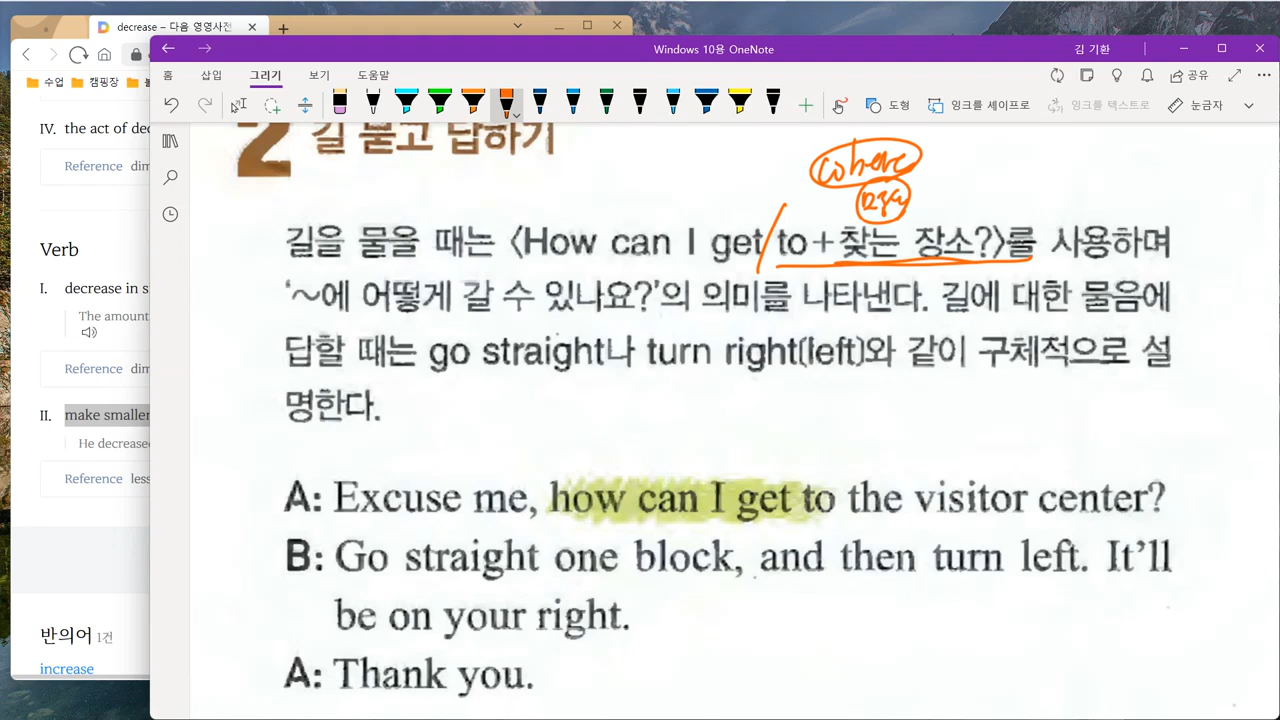 decrease – 다음 영영사전
수업
캠핑장
IV. the act of dec
Reference dim
Verb
I. decrease in s
The amount
Reference dim
II. make smaller
He decreased
Reference less
반의어 1건
increase
Windows 10용 OneNote
김 기환
홈 삽입 그리기 보기 도움말
공유
도형 잉크를 셰이프로 잉크를 텍스트로 눈금자
2 길 묻고 답하기
where
길을 물을 때는 〈How can I get to+찾는 장소?〉를 사용하며
‘～에 어떻게 갈 수 있나요?’의 의미를 나타낸다. 길에 대한 물음에
답할 때는 go straight나 turn right(left)와 같이 구체적으로 설
명한다.
A: Excuse me, how can I get to the visitor center?
B: Go straight one block, and then turn left. It’ll
be on your right.
A: Thank you.